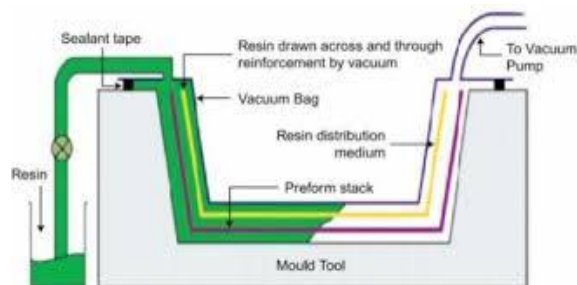 Sealant tape
Resin drawn across and through
reinforcement by vacuum
To Vacuum
Pump
Vacuum Bag
Resin distribution
medium
Resin
Preform stack
Mould Tool